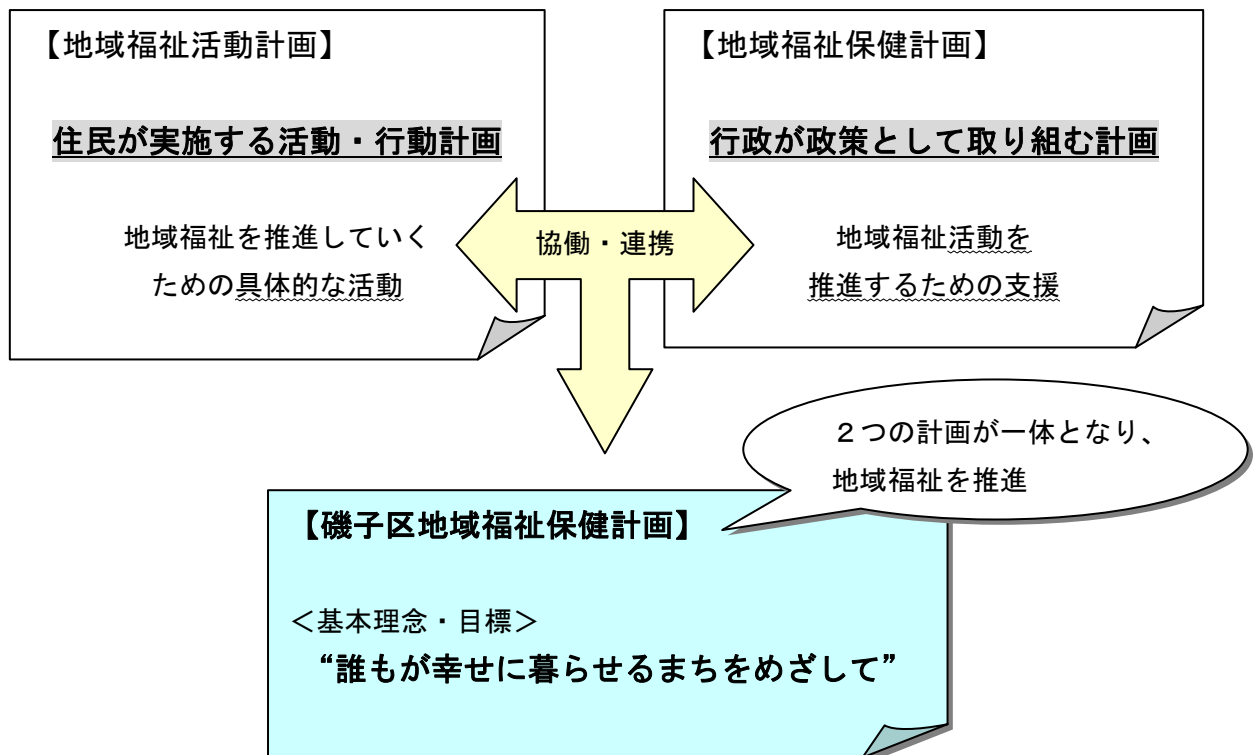 【地域福祉活動計画】
住民が実施する活動・行動計画
地域福祉を推進していく
ための具体的な活動
【地域福祉保健計画】
行政が政策として取り組む計画
地域福祉活動を
推進するための支援
協働・連携
２つの計画が一体となり、
地域福祉を推進
【磯子区地域福祉保健計画】
＜基本理念・目標＞
“誰もが幸せに暮らせるまちをめざして”